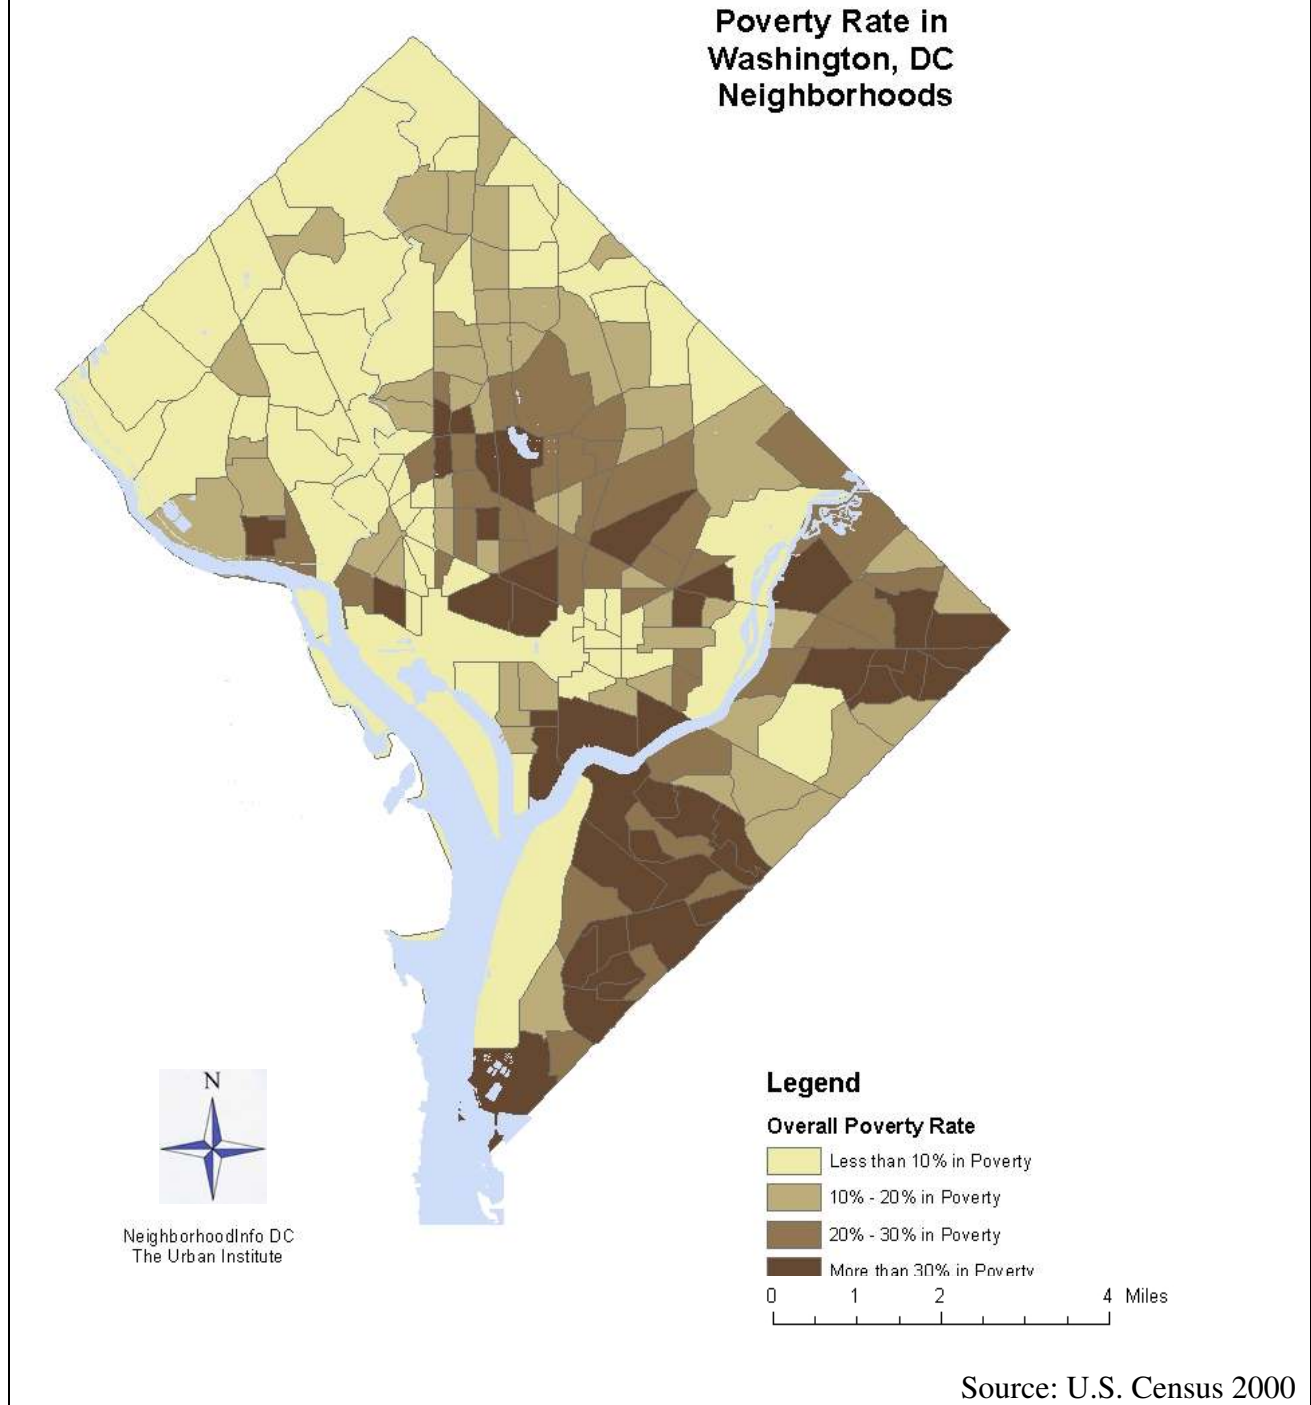 Poverty Rate in
Washington, DC
Neighborhoods
N
NeighborhoodInfo DC
The Urban Institute
Legend
Overall Poverty Rate
Less than 10% in Poverty
10% - 20% in Poverty
20% - 30% in Poverty
More than 30% in Poverty
0 1 2 4 Miles
Source: U.S. Census 2000